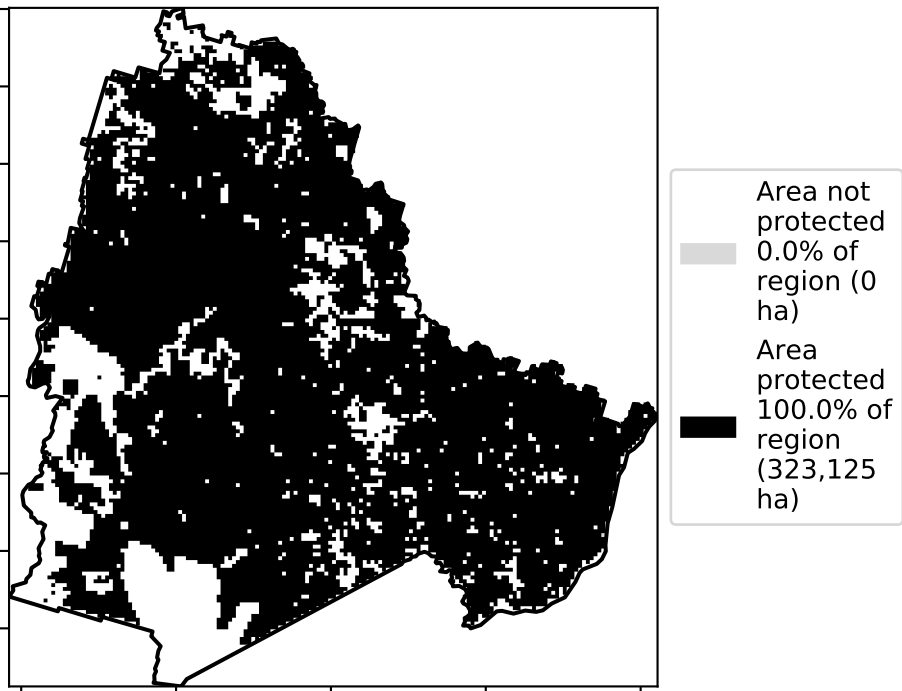 Area not
protected
0.0% of
region (0
ha)
Area
protected
100.0% of
region
(323,125
ha)